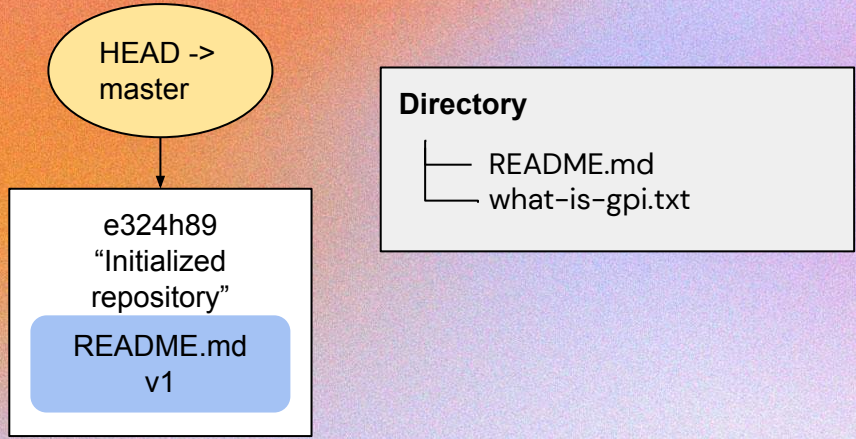 HEAD ->
master
e324h89
“Initialized
repository”
README.md
v1
Directory
README.md
what-is-gpi.txt